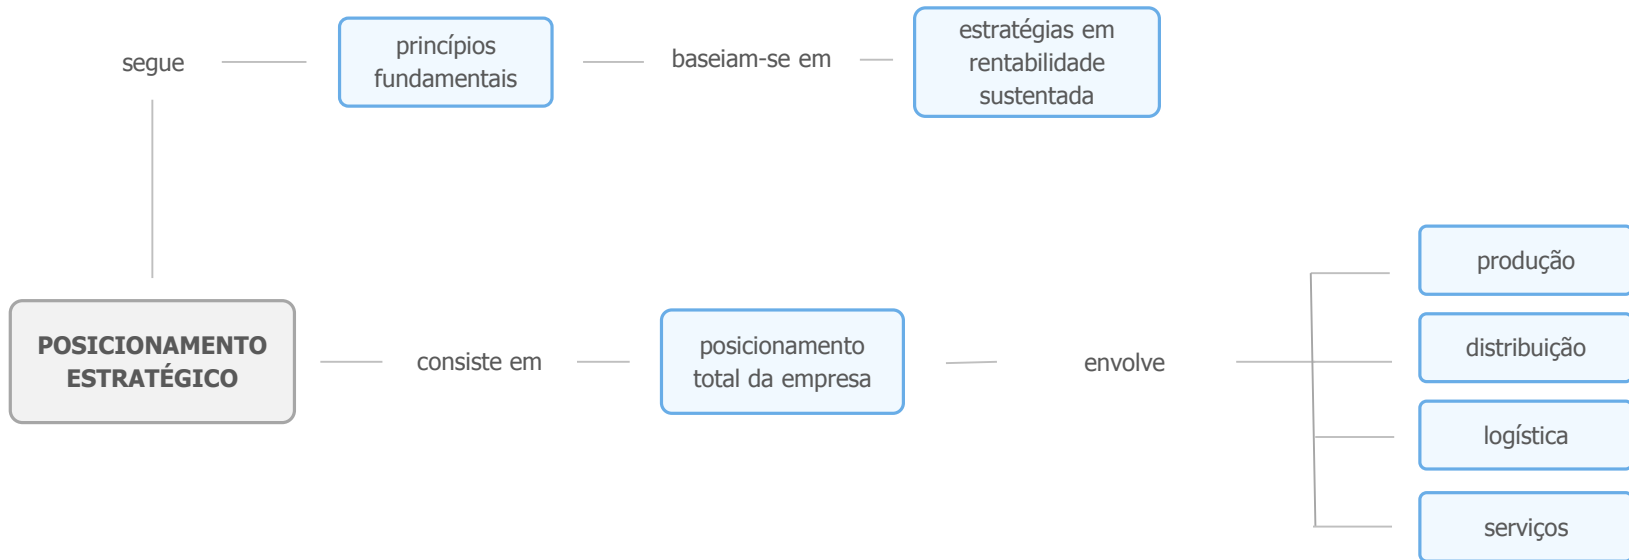 segue
princípios
fundamentais
baseiam-se em
estratégias em
rentabilidade
sustentada
POSICIONAMENTO
ESTRATÉGICO
consiste em
posicionamento
total da empresa
envolve
produção
distribuição
logística
serviços